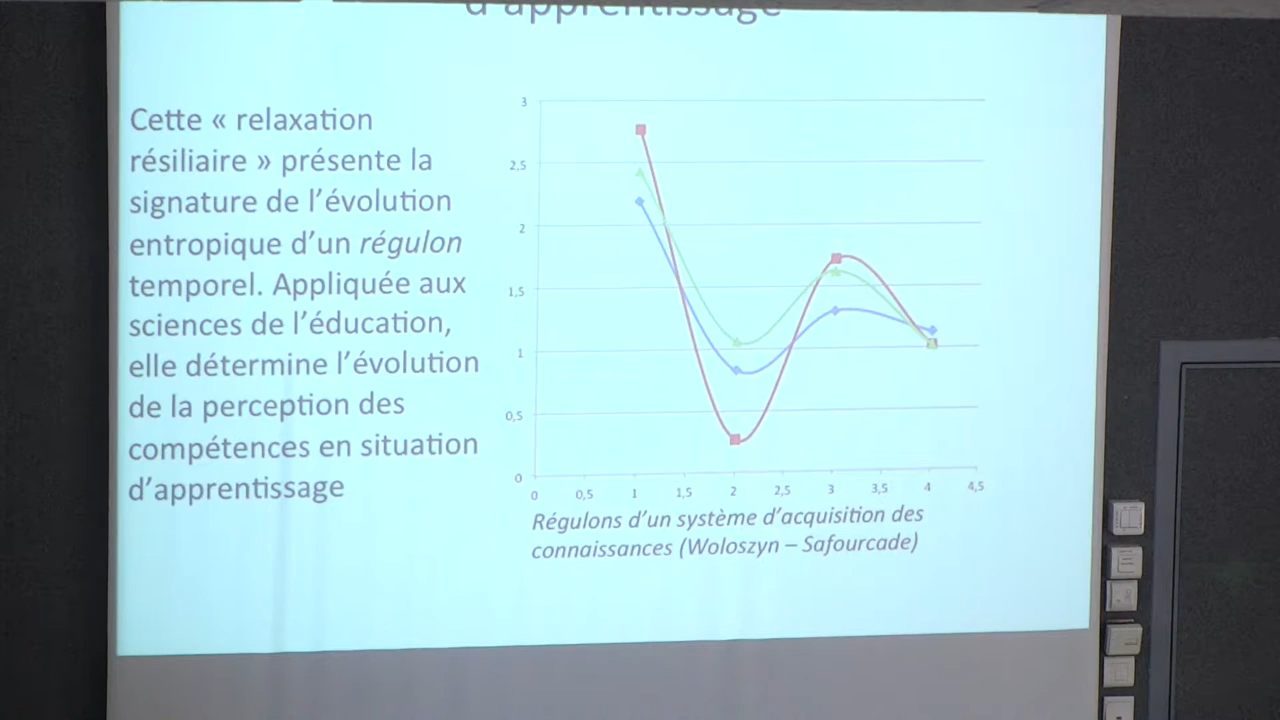 d'apprentissage
Cette « relaxation
résiliaire » présente la
signature de l'évolution
entropique d'un régulon
temporel. Appliquée aux
sciences de l'éducation,
elle détermine l'évolution
de la perception des
compétences en situation
d'apprentissage
3
2,5
2
1,5
1
0,5
0
0 0,5 1 1,5 2 2,5 3 3,5 4 4,5
Régulons d'un système d'acquisition des
connaissances (Woloszyn – Safourcade)